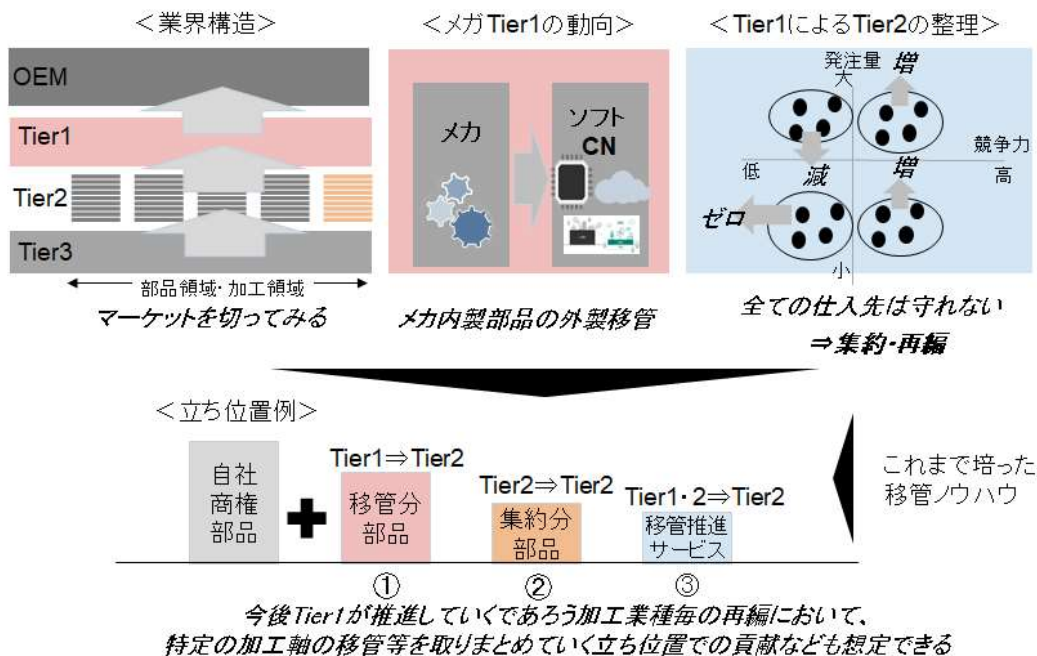 ＜業界構造＞
OEM
Tier1
Tier2
Tier3
部品領域・加工領域
マーケットを切ってみる
＜メガTier1の動向＞
メカ
ソフト
CN
メカ内製部品の外製移管
＜Tier1によるTier2の整理＞
発注量
大
増
競争力
低
高
減
増
ゼロ
小
全ての仕入先は守れない
⇒集約・再編
＜立ち位置例＞
自社
商権
部品
Tier1⇒Tier2
移管分
部品
Tier2⇒Tier2
集約分
部品
Tier1・2⇒Tier2
移管推進
サービス
これまで培った
移管ノウハウ
①
②
③
今後Tier1が推進していくであろう加工業種毎の再編において、
特定の加工軸の移管等を取りまとめていく立ち位置での貢献なども想定できる